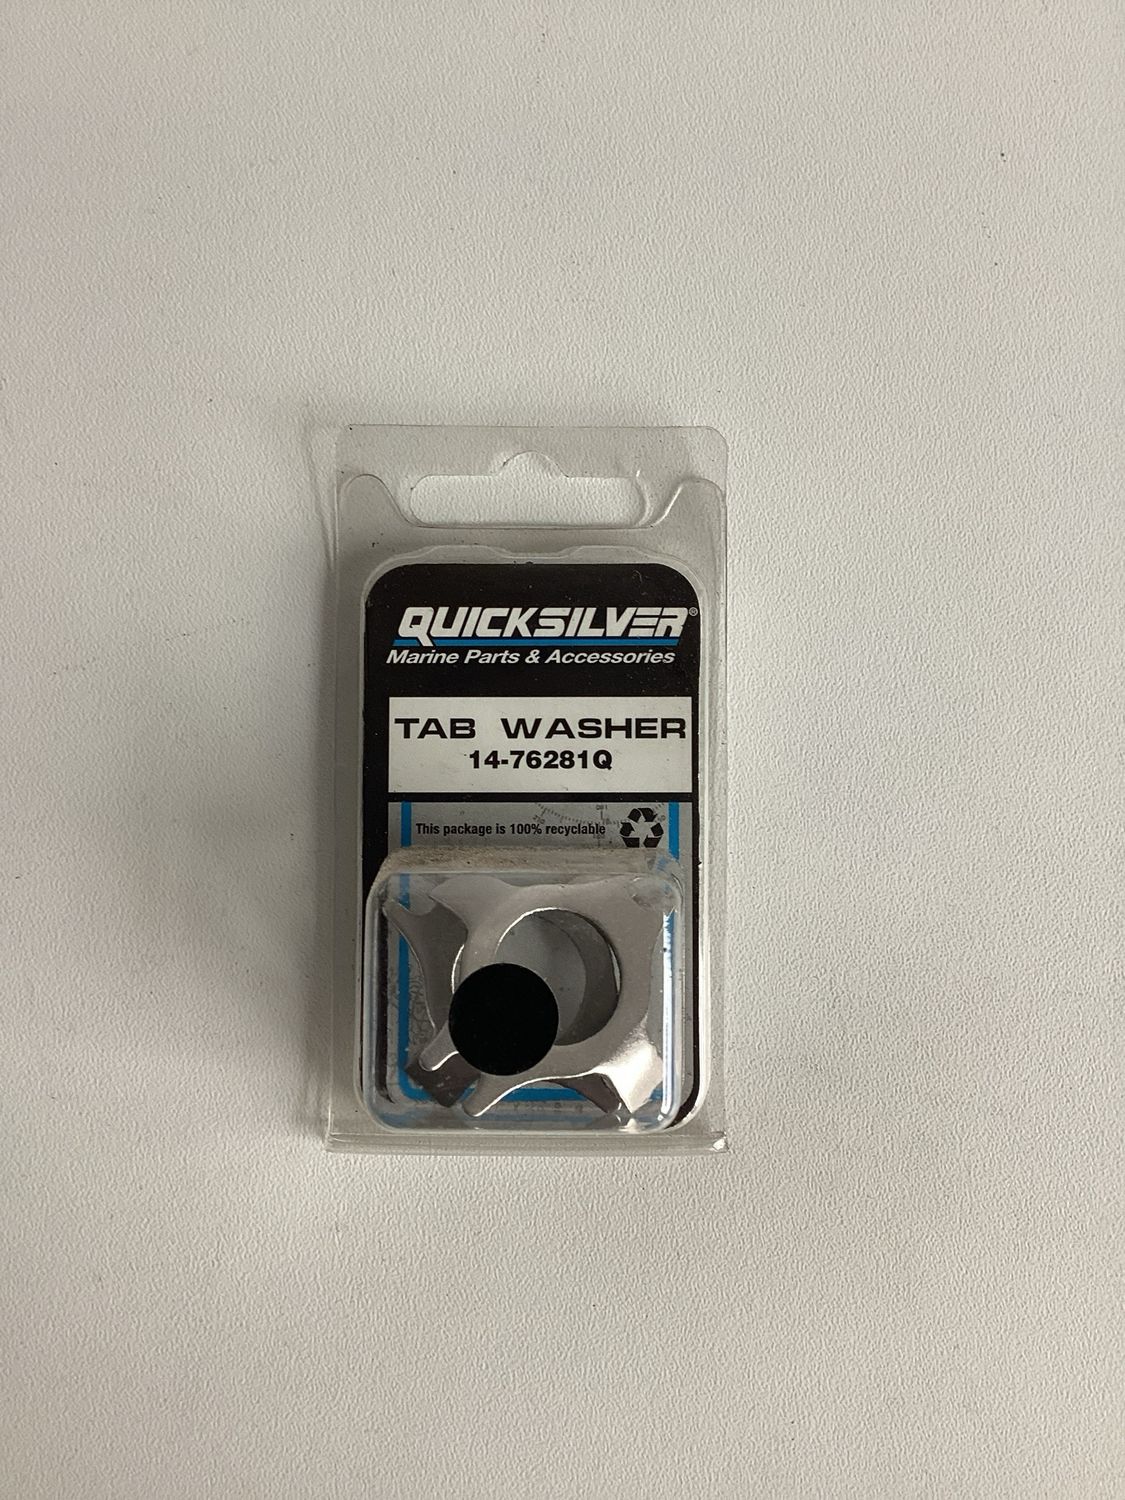 QUICKSILVER®
Marine Parts & Accessories
TAB WASHER
14-76281Q
This package is 100% recyclable